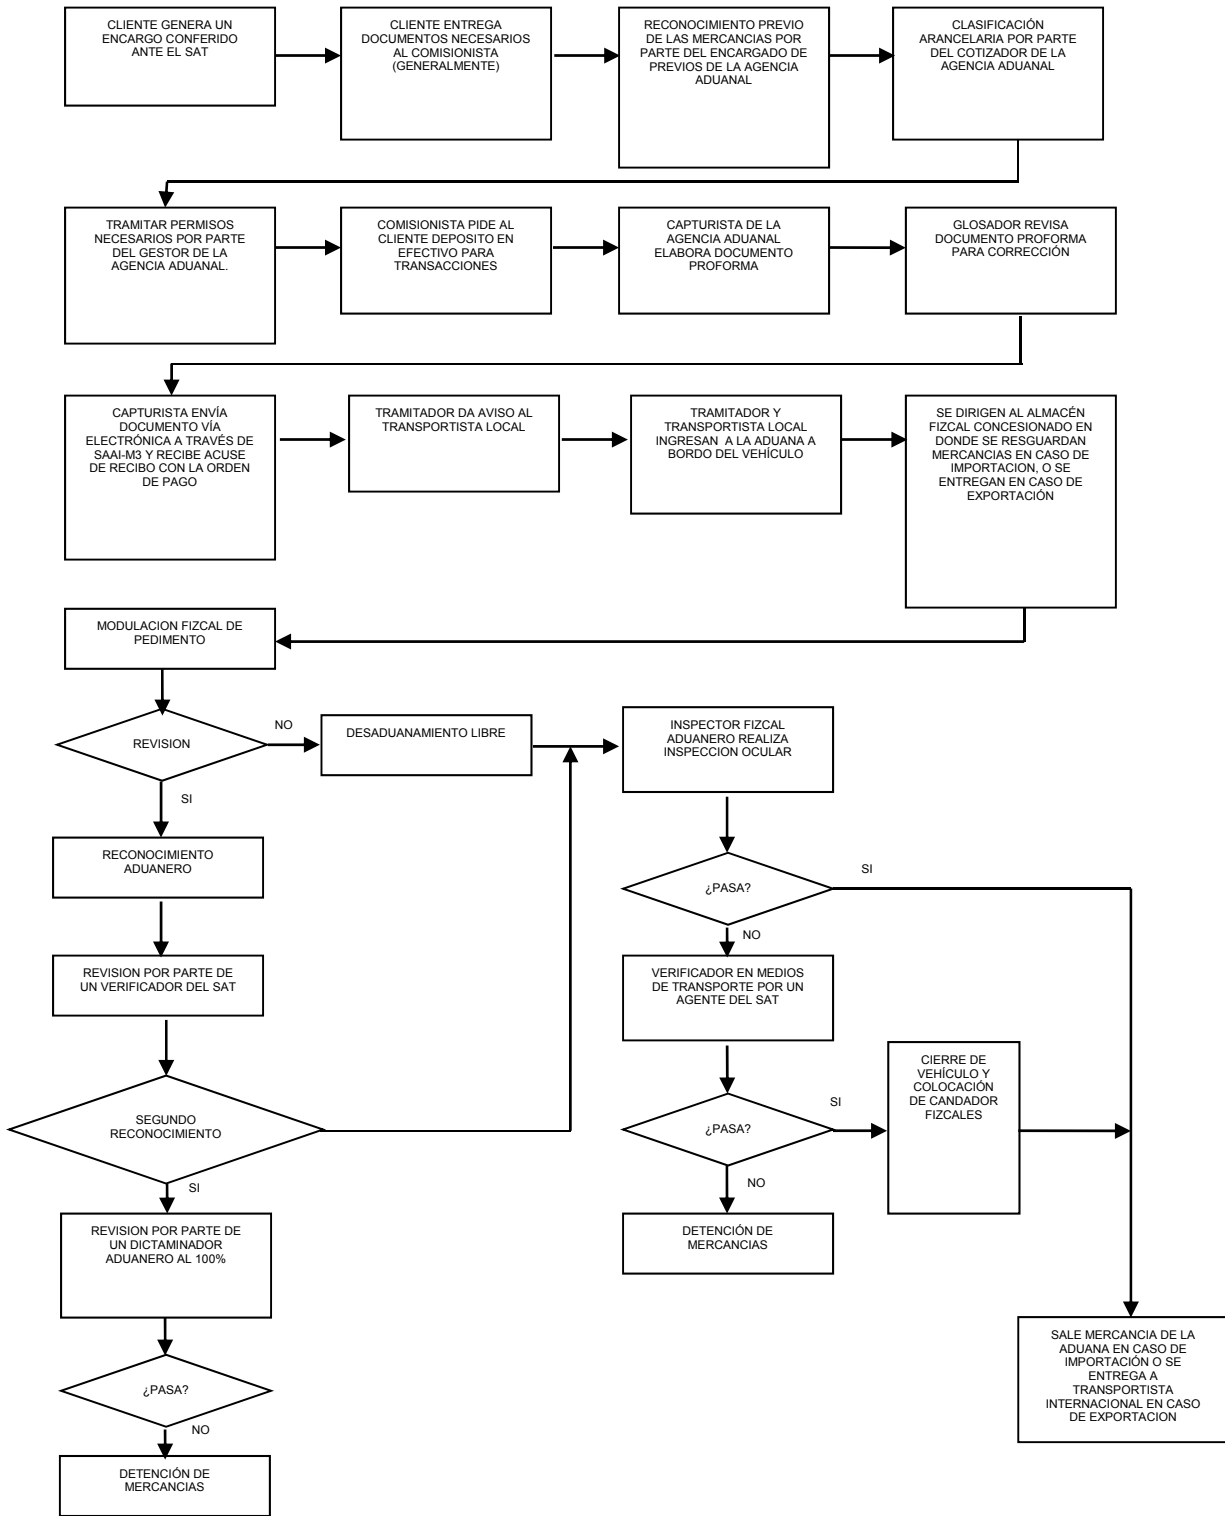 CLIENTE GENERA UN
ENCARGO CONFERIDO
ANTE EL SAT
CLIENTE ENTREGA
DOCUMENTOS NECESARIOS
AL COMISIONISTA
(GENERALMENTE)
RECONOCIMIENTO PREVIO
DE LAS MERCANCIAS POR
PARTE DEL ENCARGADO DE
PREVIOS DE LA AGENCIA
ADUANAL
CLASIFICACIÓN
ARANCELARIA POR PARTE
DEL COTIZADOR DE LA
AGENCIA ADUANAL
TRAMITAR PERMISOS
NECESARIOS POR PARTE
DEL GESTOR DE LA
AGENCIA ADUANAL.
COMISIONISTA PIDE AL
CLIENTE DEPOSITO EN
EFECTIVO PARA
TRANSACCIONES
CAPTURISTA DE LA
AGENCIA ADUANAL
ELABORA DOCUMENTO
PROFORMA
GLOSADOR REVISA
DOCUMENTO PROFORMA
PARA CORRECCIÓN
CAPTURISTA ENVÍA
DOCUMENTO VÍA
ELECTRÓNICA A TRAVÉS DE
SAAI-M3 Y RECIBE ACUSE
DE RECIBO CON LA ORDEN
DE PAGO
TRAMITADOR DA AVISO AL
TRANSPORTISTA LOCAL
TRAMITADOR Y
TRANSPORTISTA LOCAL
INGRESAN A LA ADUANA A
BORDO DEL VEHÍCULO
SE DIRIGEN AL ALMACÉN
FIZCAL CONCESIONADO EN
DONDE SE RESGUARDAN
MERCANCIAS EN CASO DE
IMPORTACION, O SE
ENTREGAN EN CASO DE
EXPORTACIÓN
MODULACION FIZCAL DE
PEDIMENTO
REVISION
NO
SI
DESADUANAMIENTO LIBRE
INSPECTOR FIZCAL
ADUANERO REALIZA
INSPECCION OCULAR
RECONOCIMIENTO
ADUANERO
¿PASA?
SI
NO
REVISION POR PARTE DE
UN VERIFICADOR DEL SAT
VERIFICADOR EN MEDIOS
DE TRANSPORTE POR UN
AGENTE DEL SAT
SEGUNDO
RECONOCIMIENTO
SI
¿PASA?
SI
NO
CIERRE DE
VEHÍCULO Y
COLOCACIÓN
DE CANDADOR
FIZCALES
REVISION POR PARTE DE
UN DICTAMINADOR
ADUANERO AL 100%
DETENCIÓN DE
MERCANCIAS
¿PASA?
NO
SALE MERCANCIA DE LA
ADUANA EN CASO DE
IMPORTACIÓN O SE
ENTREGA A
TRANSPORTISTA
INTERNACIONAL EN CASO
DE EXPORTACION
DETENCIÓN DE
MERCANCIAS